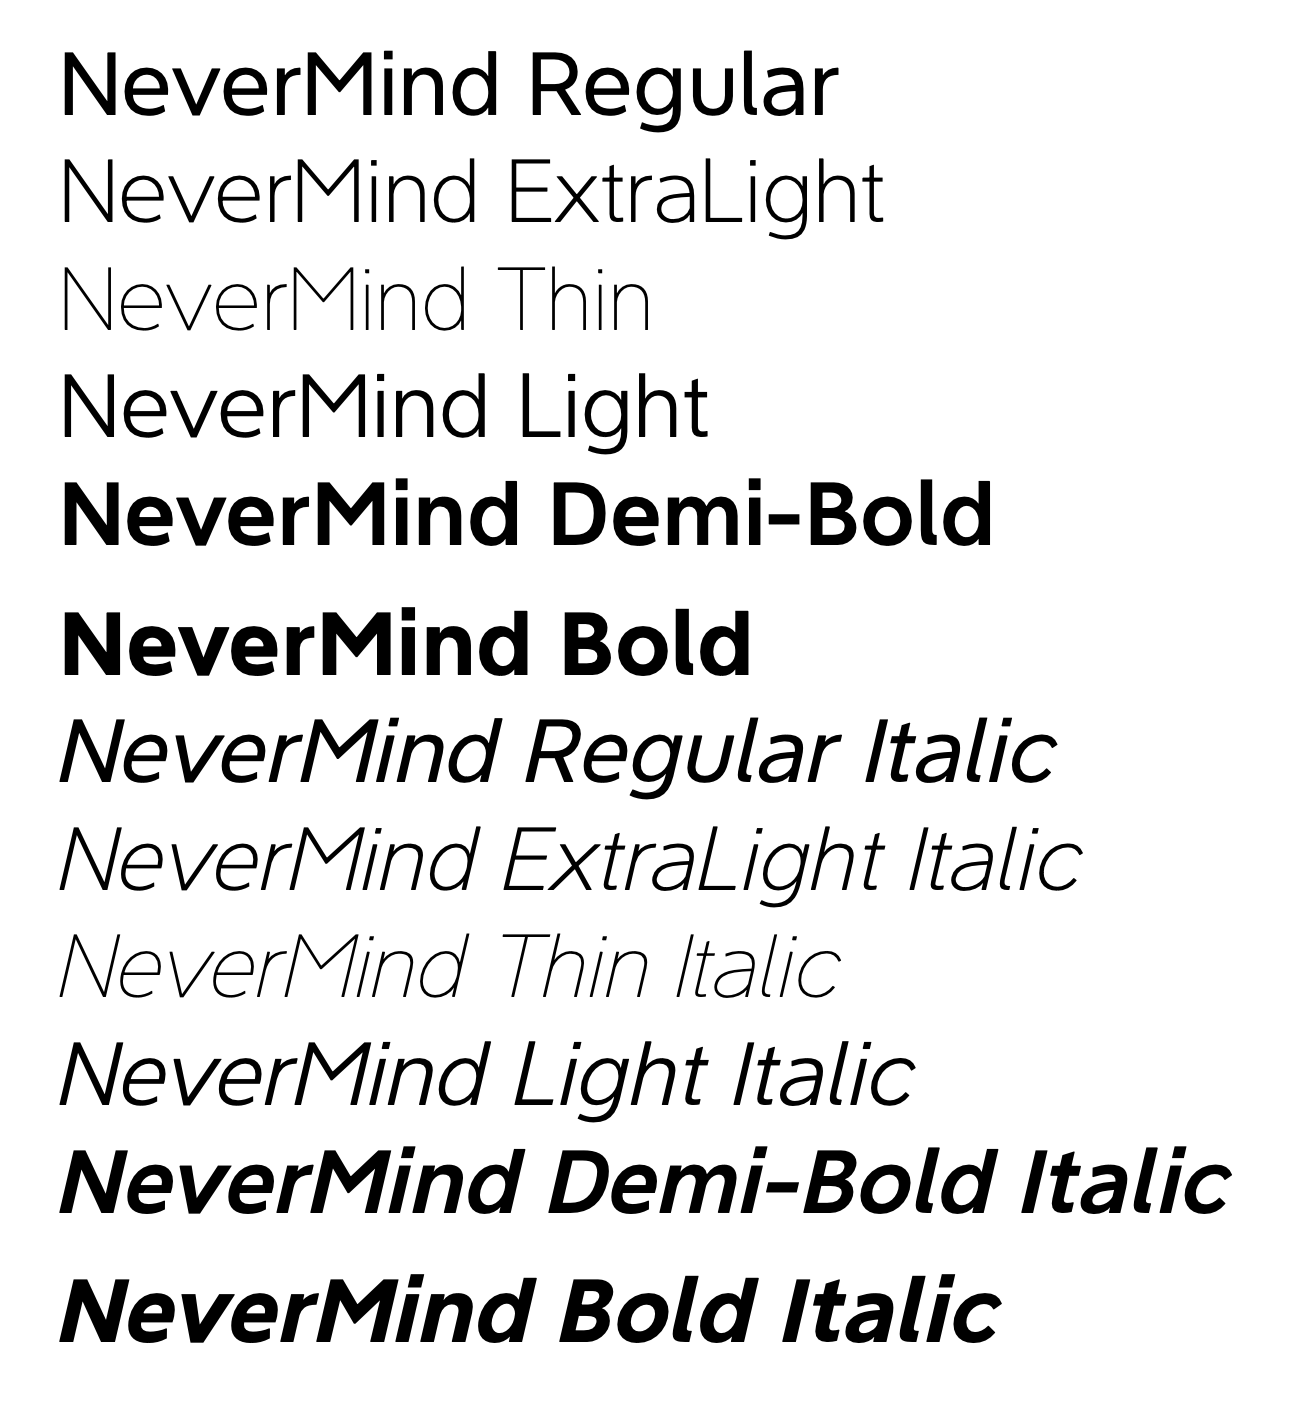 NeverMind Regular
NeverMind ExtraLight
NeverMind Thin
NeverMind Light
NeverMind Demi-Bold
NeverMind Bold
NeverMind Regular Italic
NeverMind ExtraLight Italic
NeverMind Thin Italic
NeverMind Light Italic
NeverMind Demi-Bold Italic
NeverMind Bold Italic